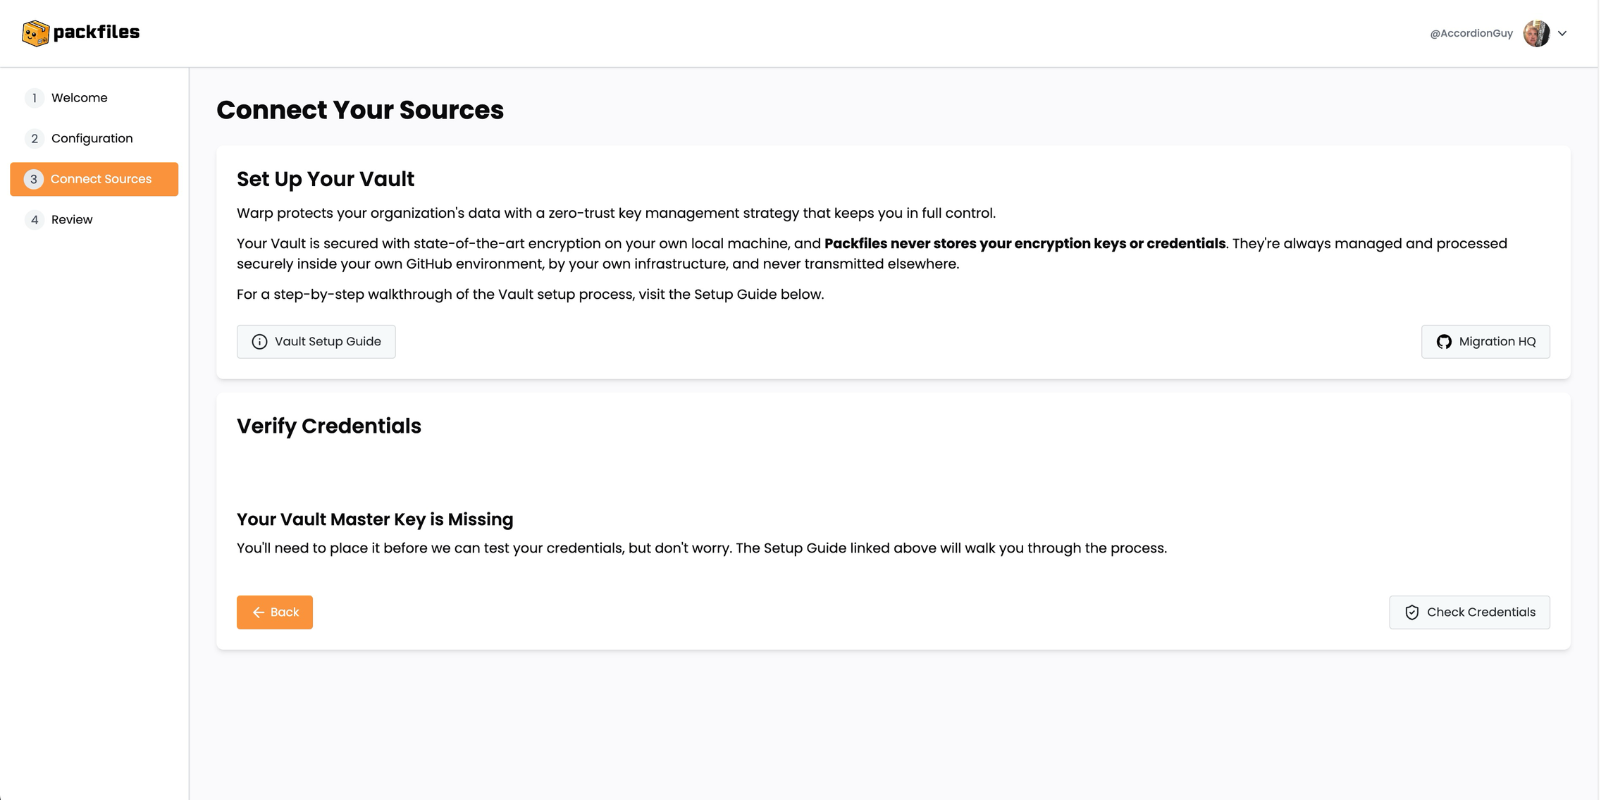 packfiles
@AccordionGuy
1 Welcome
2 Configuration
3 Connect Sources
4 Review
Connect Your Sources
Set Up Your Vault
Warp protects your organization's data with a zero-trust key management strategy that keeps you in full control.
Your Vault is secured with state-of-the-art encryption on your own local machine, and Packfiles never stores your encryption keys or credentials. They're always managed and processed
securely inside your own GitHub environment, by your own infrastructure, and never transmitted elsewhere.
For a step-by-step walkthrough of the Vault setup process, visit the Setup Guide below.
Vault Setup Guide
Migration HQ
Verify Credentials
Your Vault Master Key is Missing
You'll need to place it before we can test your credentials, but don't worry. The Setup Guide linked above will walk you through the process.
Back
Check Credentials